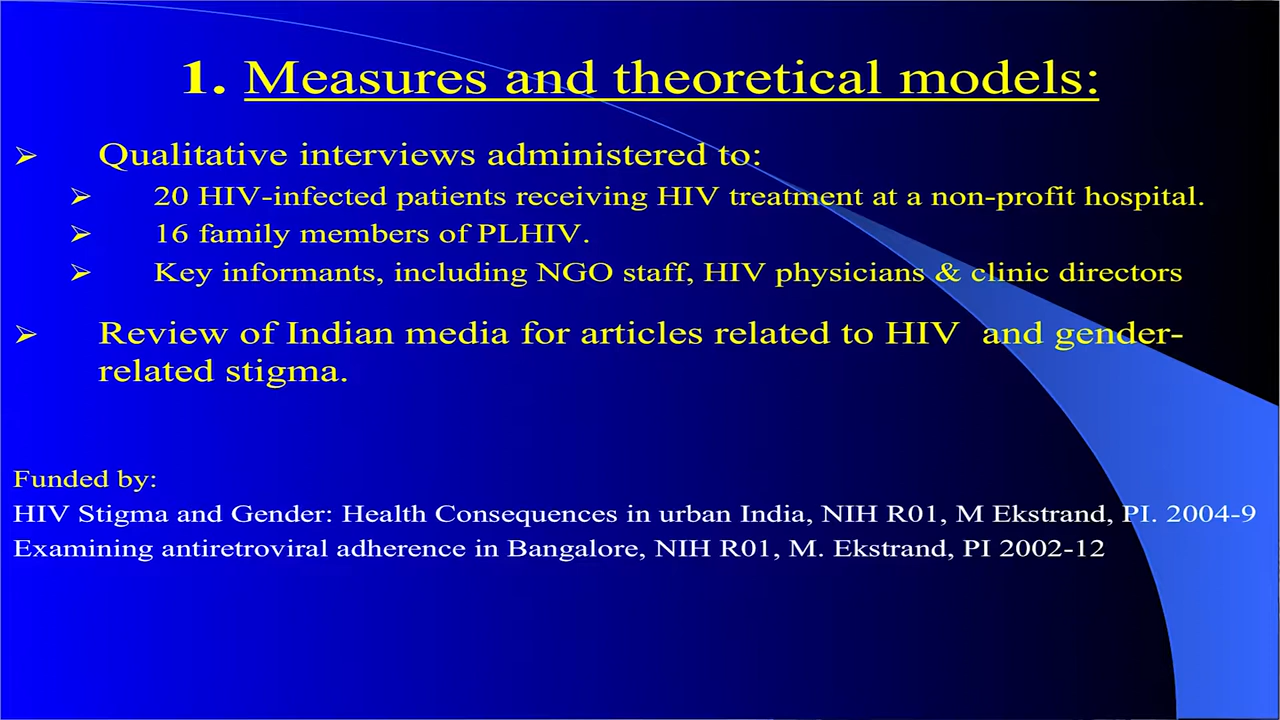 1. Measures and theoretical models:
➢ Qualitative interviews administered to:
➢ 20 HIV-infected patients receiving HIV treatment at a non-profit hospital.
➢ 16 family members of PLHIV.
➢ Key informants, including NGO staff, HIV physicians & clinic directors
➢ Review of Indian media for articles related to HIV and gender-
related stigma.
Funded by:
HIV Stigma and Gender: Health Consequences in urban India, NIH R01, M Ekstrand, PI. 2004-9
Examining antiretroviral adherence in Bangalore, NIH R01, M. Ekstrand, PI 2002-12